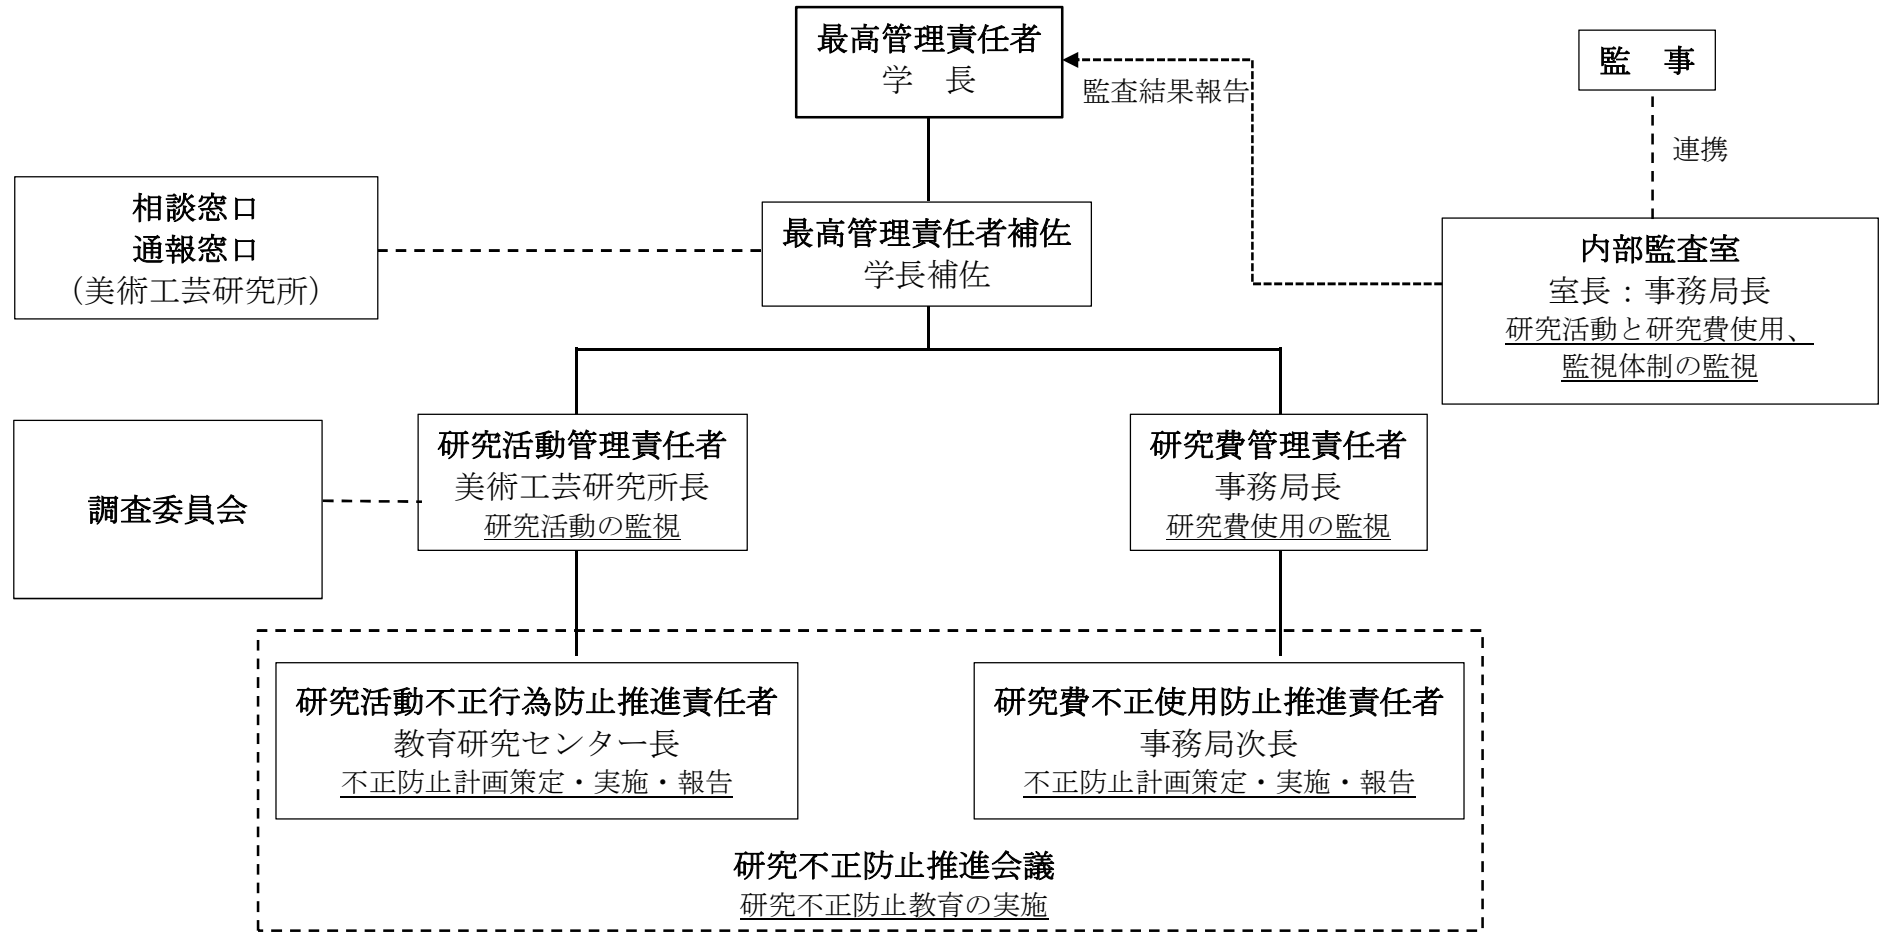 最高管理責任者
学　長
監査結果報告
監　事
連携
相談窓口
通報窓口
（美術工芸研究所）
最高管理責任者補佐
学長補佐
内部監査室
室長：事務局長
研究活動と研究費使用、
監視体制の監視
調査委員会
研究活動管理責任者
美術工芸研究所長
研究活動の監視
研究費管理責任者
事務局長
研究費使用の監視
研究活動不正行為防止推進責任者
教育研究センター長
不正防止計画策定・実施・報告
研究費不正使用防止推進責任者
事務局次長
不正防止計画策定・実施・報告
研究不正防止推進会議
研究不正防止教育の実施